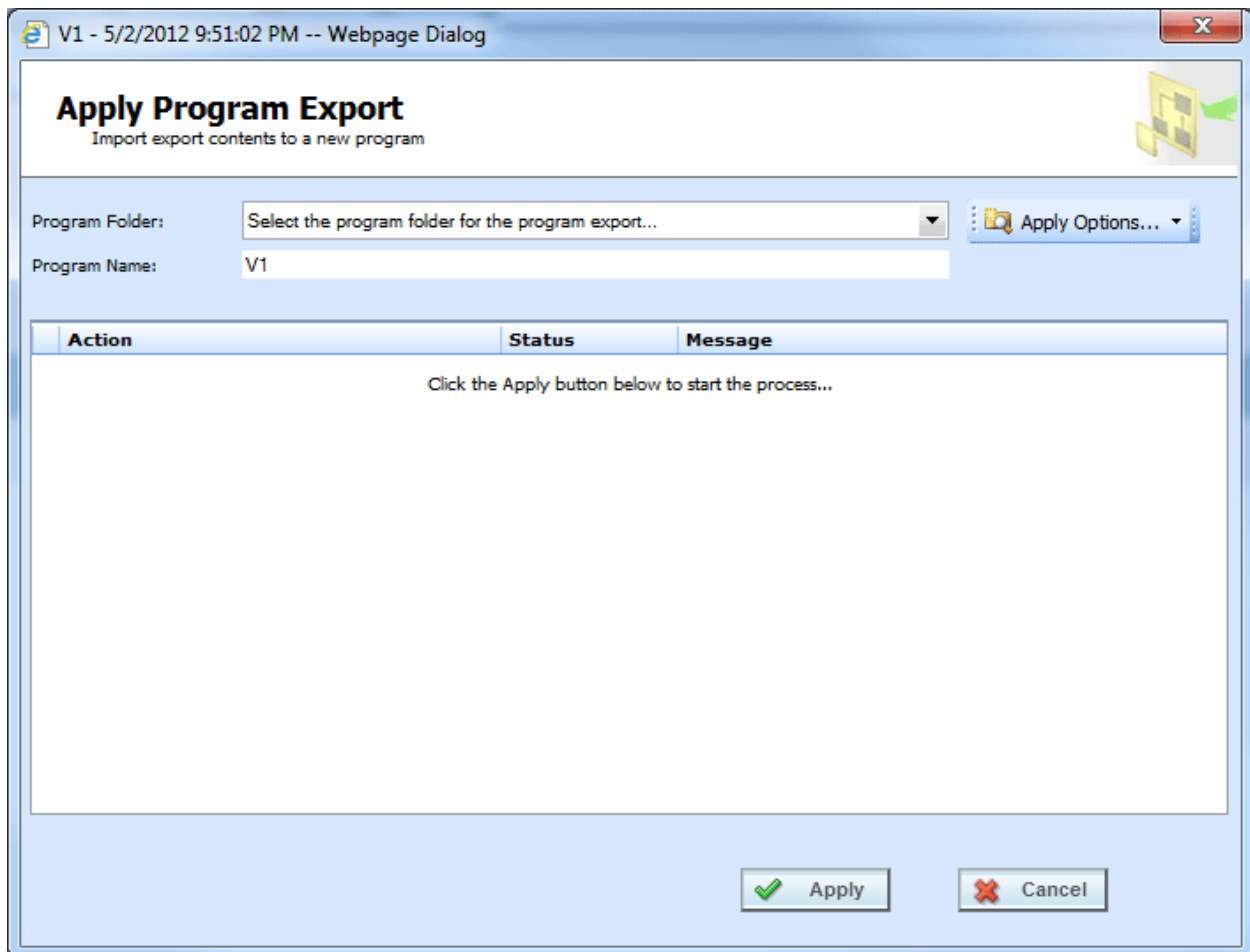 V1 - 5/2/2012 9:51:02 PM -- Webpage Dialog
Apply Program Export
Import export contents to a new program
Program Folder: Select the program folder for the program export... Apply Options...
Program Name: V1
Action Status Message
Click the Apply button below to start the process...
Apply Cancel